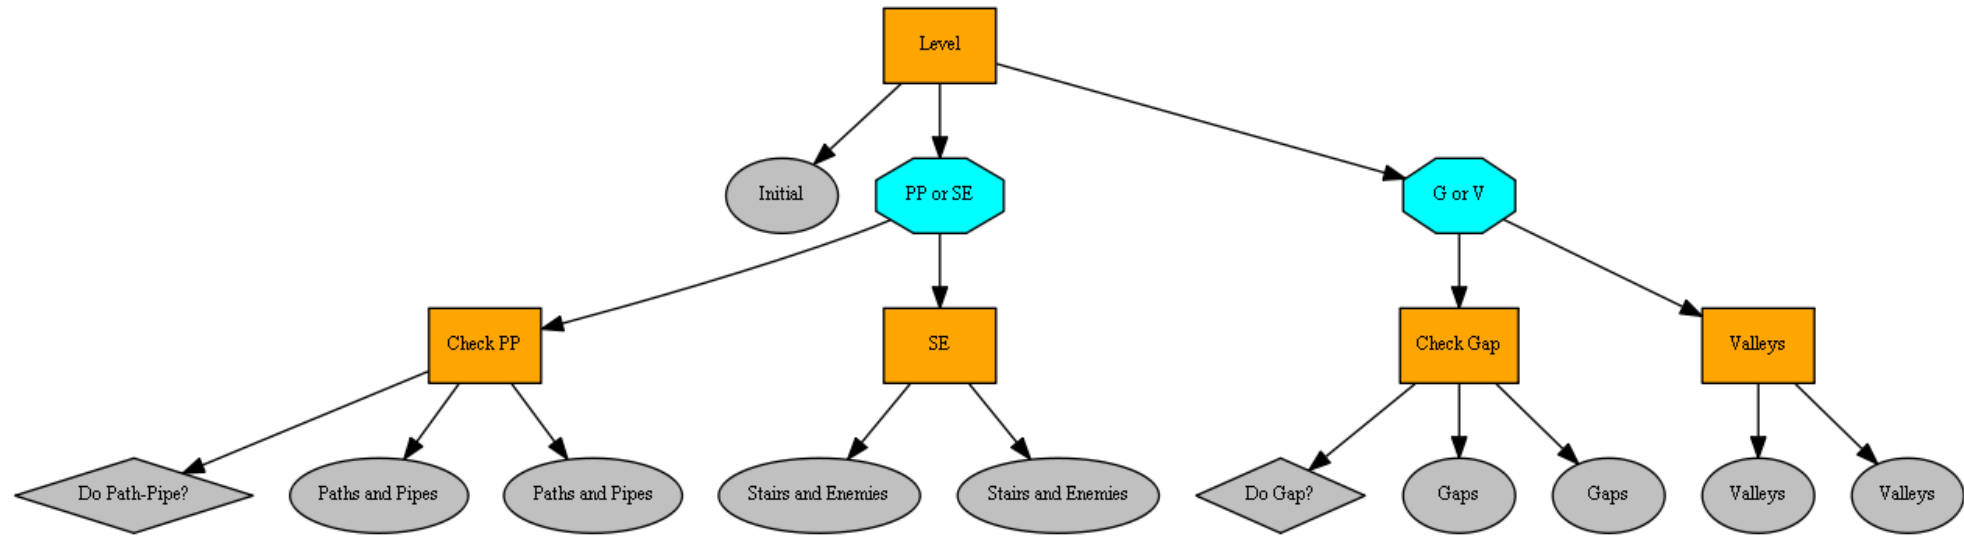 Level
Initial
PP or SE
G or V
Check PP
SE
Check Gap
Valleys
Do Path-Pipe?
Paths and Pipes
Paths and Pipes
Stairs and Enemies
Stairs and Enemies
Do Gap?
Gaps
Gaps
Valleys
Valleys